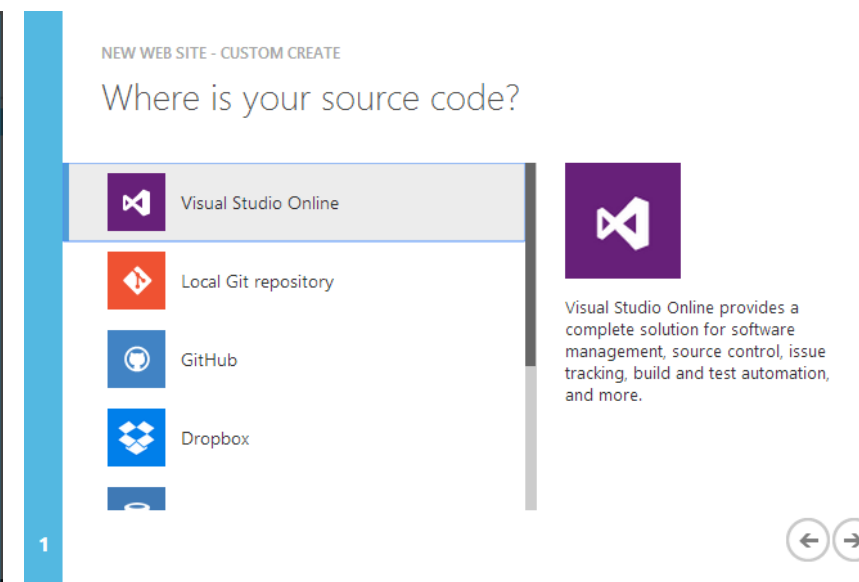 NEW WEB SITE - CUSTOM CREATE
Where is your source code?
Visual Studio Online
Local Git repository
GitHub
Dropbox
Visual Studio Online provides a
complete solution for software
management, source control, issue
tracking, build and test automation,
and more.
1